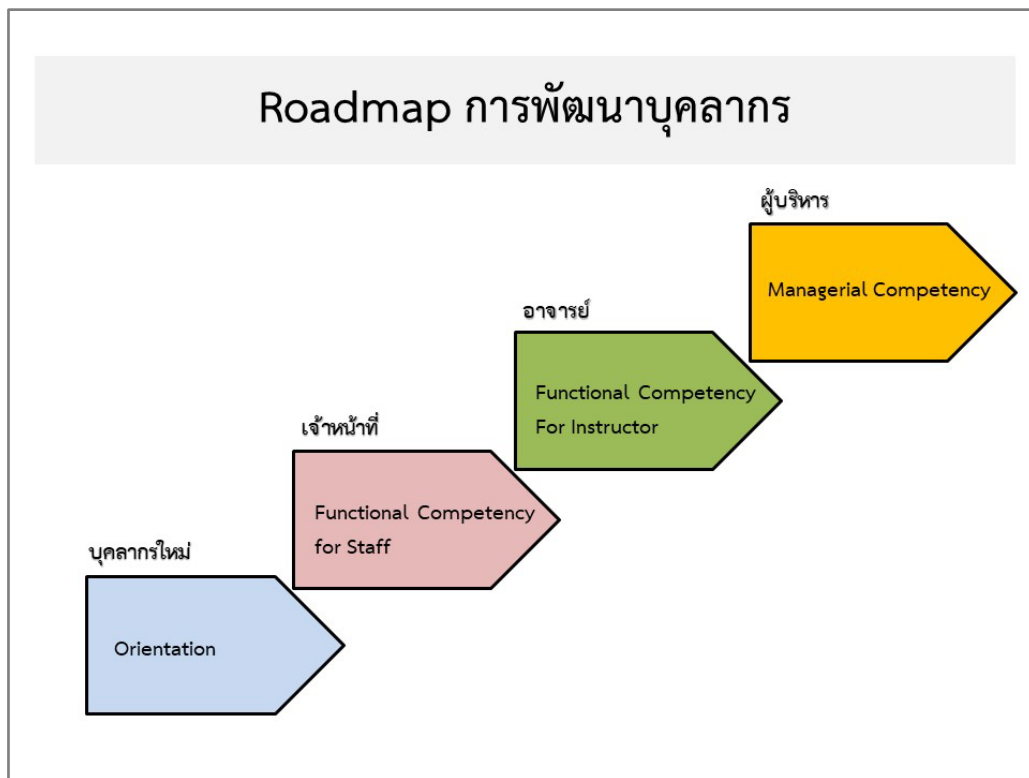 Roadmap การพัฒนาบุคลากร
ผู้บริหาร
Managerial Competency
อาจารย์
Functional Competency
For Instructor
เจ้าหน้าที่
Functional Competency
for Staff
บุคลากรใหม่
Orientation